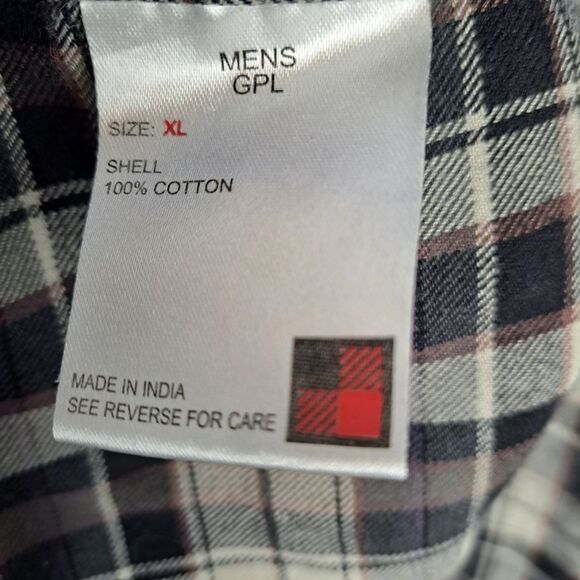 MENS
GPL
SIZE: XL
SHELL
100% COTTON
MADE IN INDIA
SEE REVERSE FOR CARE